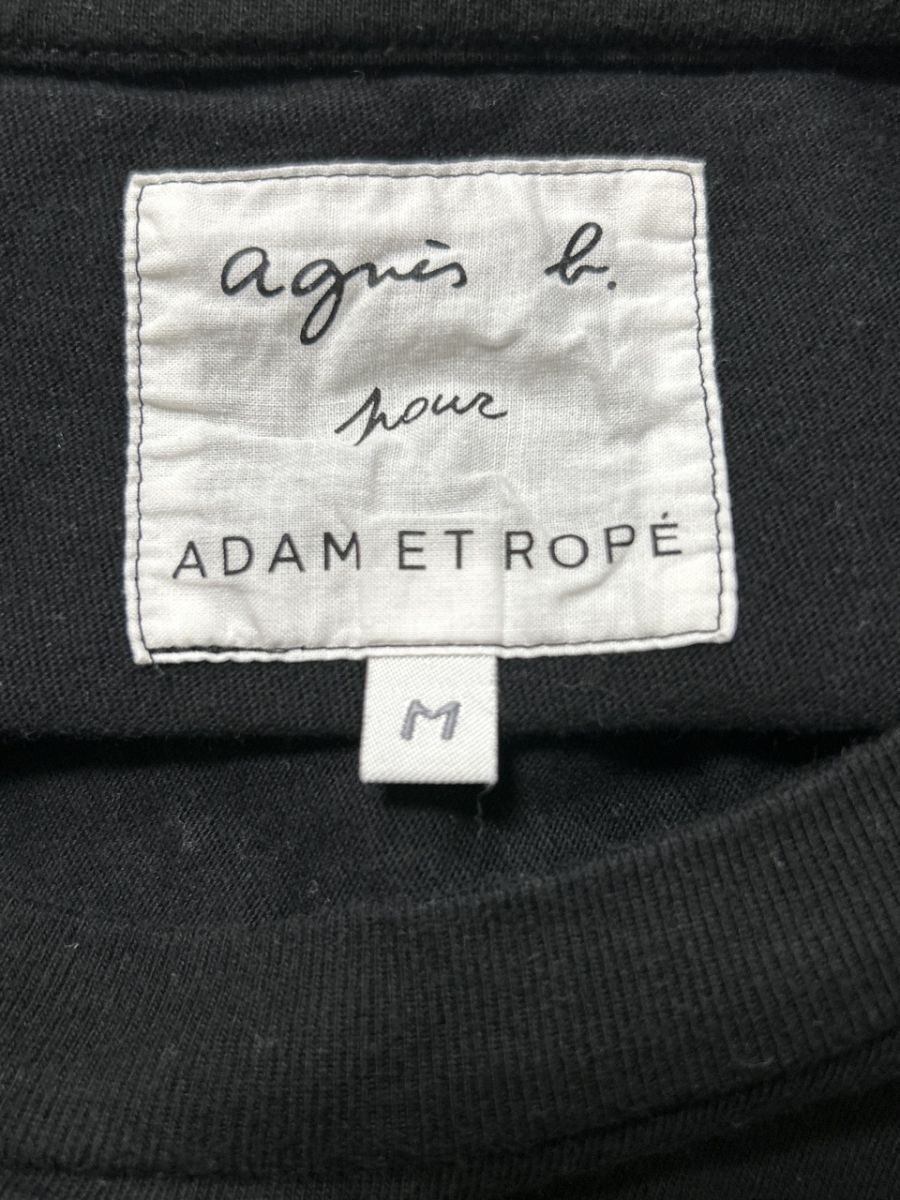 agnès b.
pour
ADAM ET ROPÉ
M